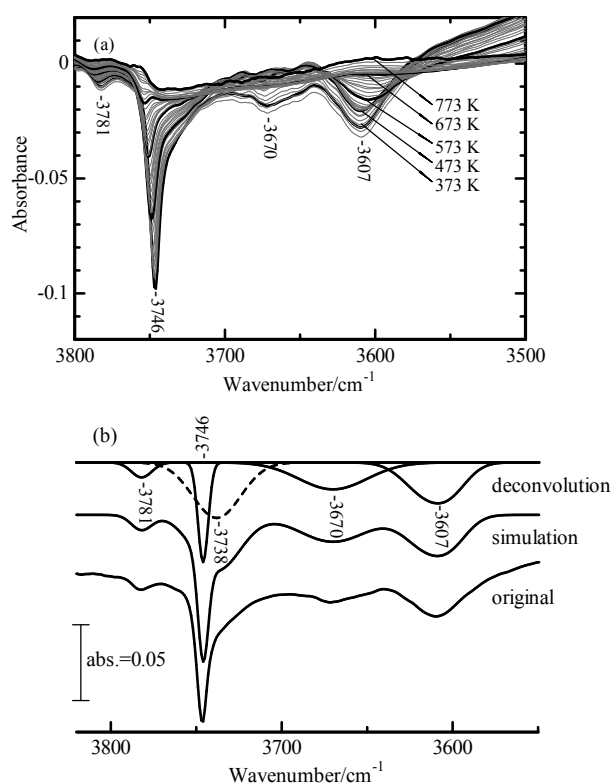 (a)
0
-0.05
-0.1
Absorbance
-3781
-3746
-3670
-3607
773 K
673 K
573 K
473 K
373 K
3800
3700
3600
3500
Wavenumber/cm-1
(b)
-3746
-3781
-3738
-3670
-3607
deconvolution
simulation
original
abs.=0.05
3800
3700
3600
Wavenumber/cm-1